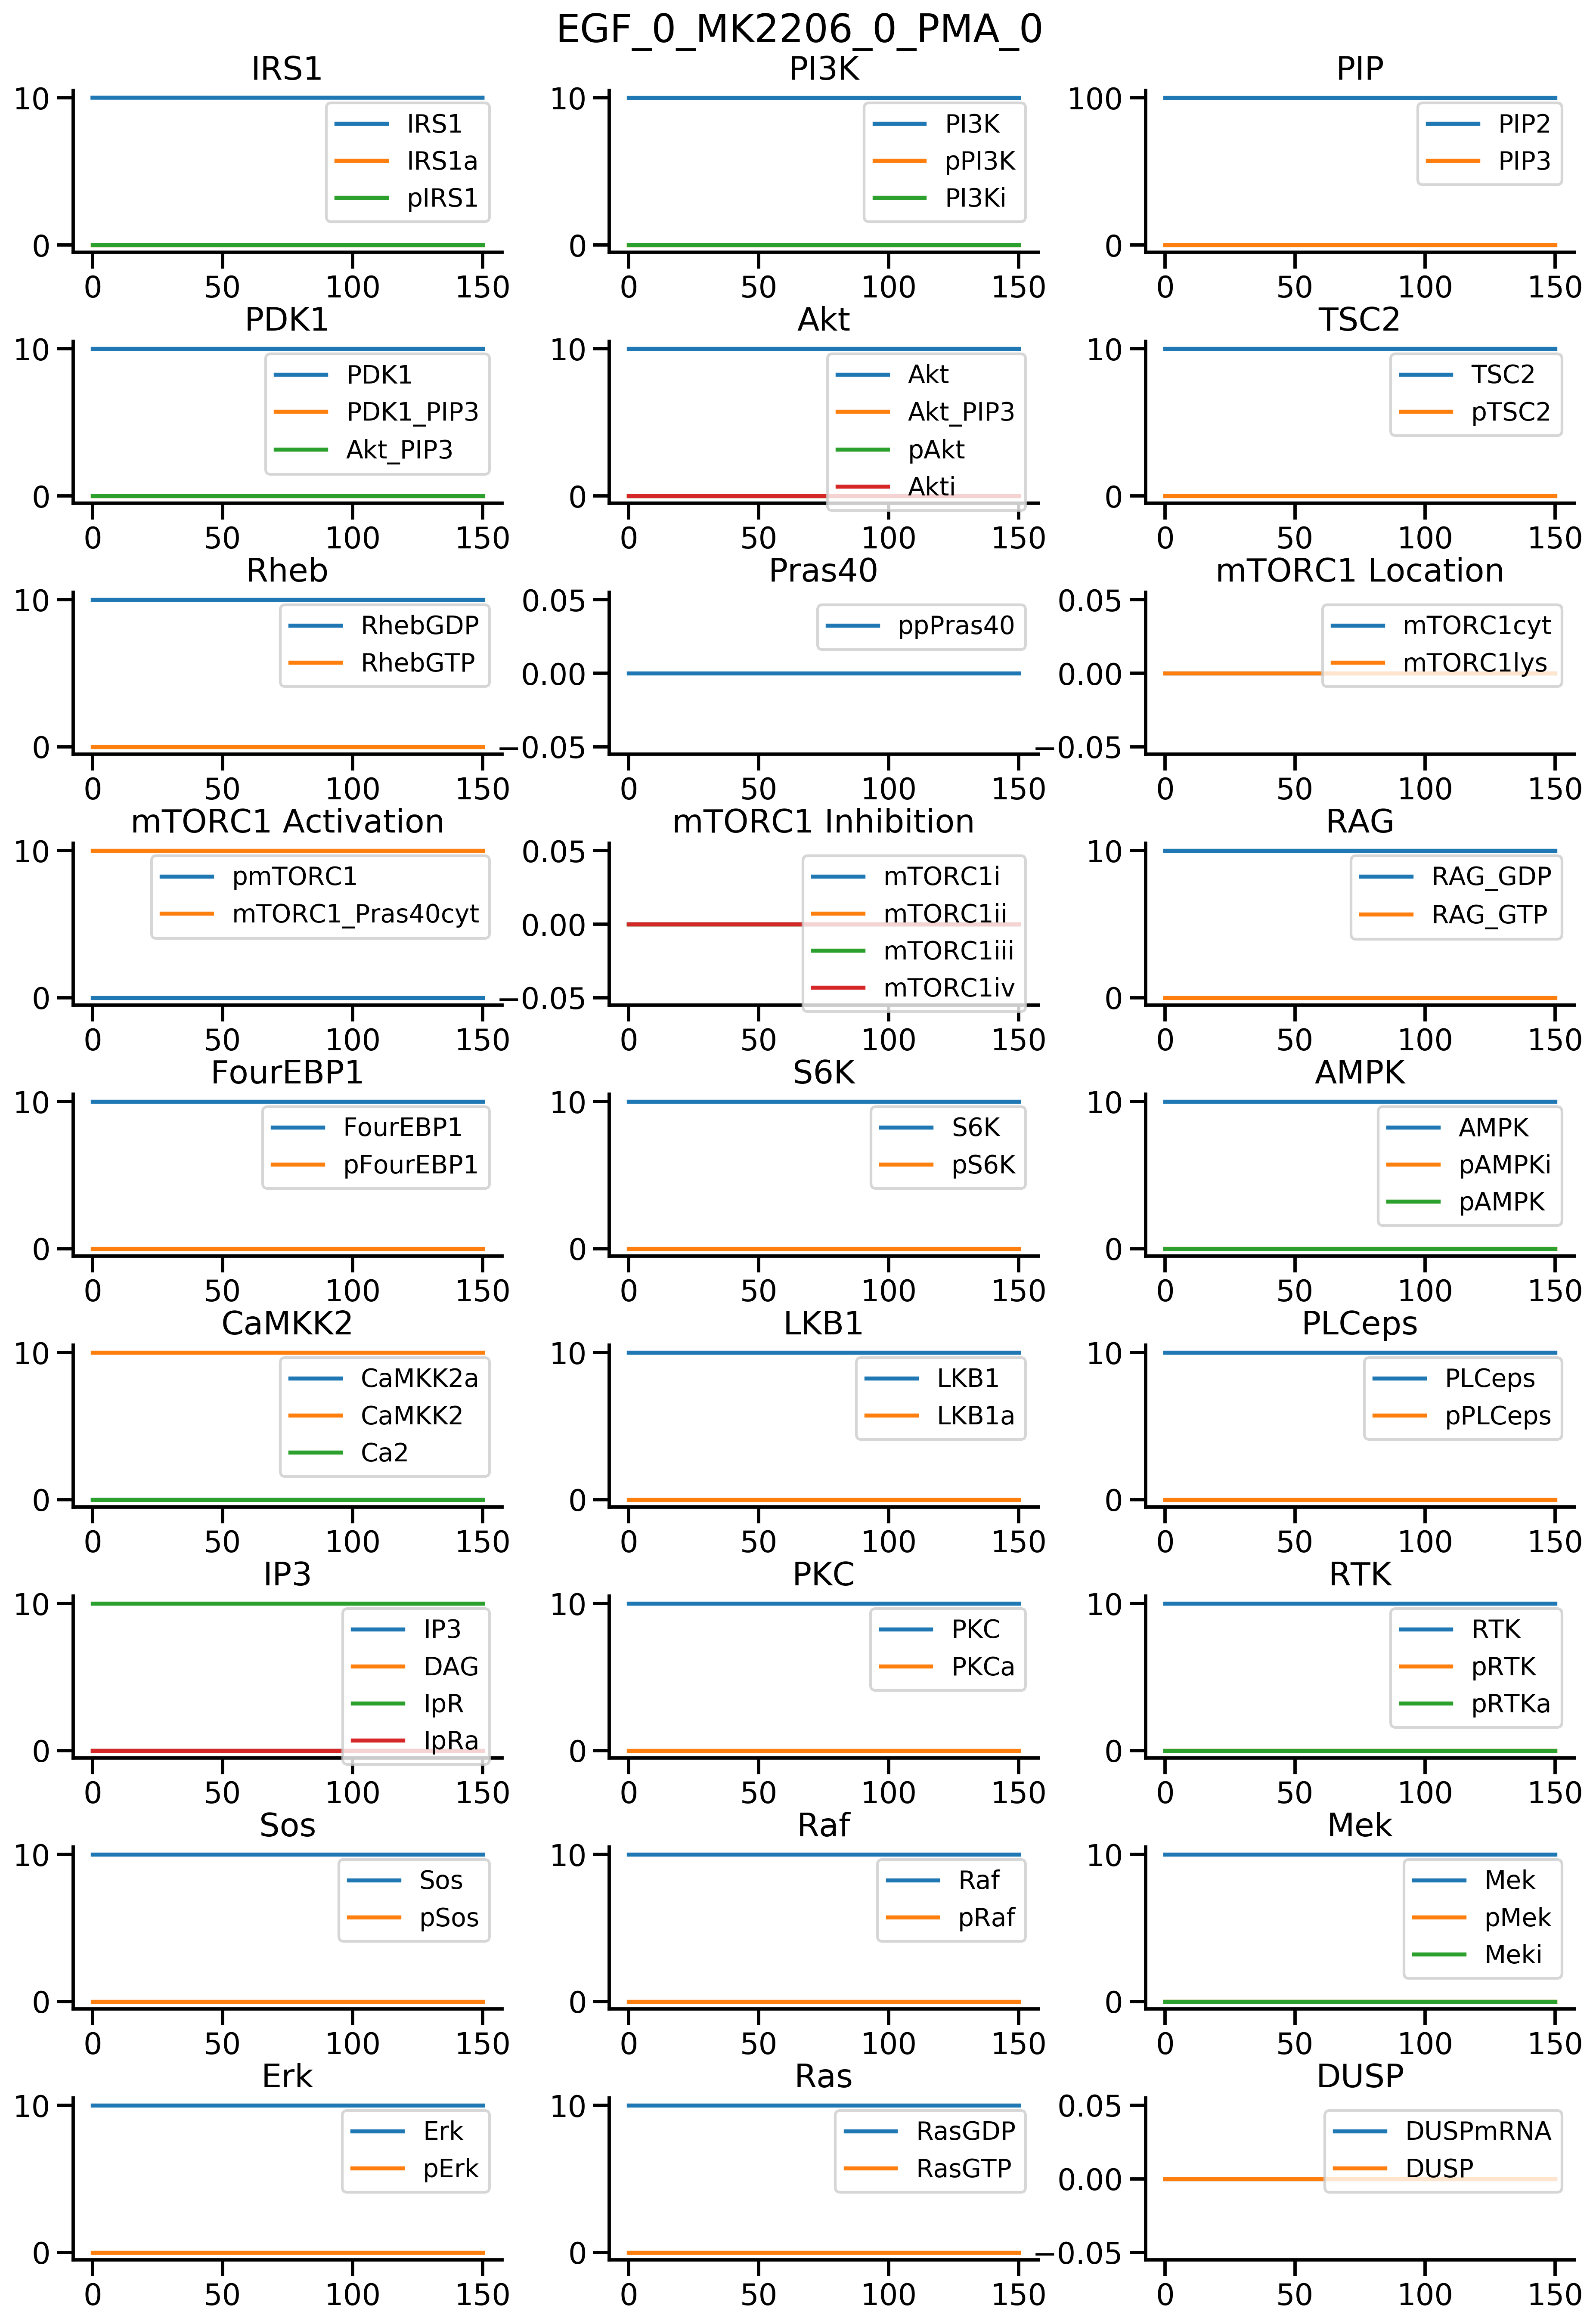 EGF_0_MK2206_0_PMA_0
IRS1
10
0
0 50 100 150
IRS1
IRS1a
pIRS1
PI3K
10
0
0 50 100 150
PI3K
pPI3K
PI3Ki
PIP
100
0
0 50 100 150
PIP2
PIP3
PDK1
10
0
0 50 100 150
PDK1
PDK1_PIP3
Akt_PIP3
Akt
10
0
0 50 100 150
Akt
Akt_PIP3
pAkt
Akti
TSC2
10
0
0 50 100 150
TSC2
pTSC2
Rheb
10
0
0 50 100 150
RhebGDP
RhebGTP
Pras40
0.05
0.00
−0.05
0 50 100 150
ppPras40
mTORC1 Location
0.05
0.00
−0.05
0 50 100 150
mTORC1cyt
mTORC1lys
mTORC1 Activation
10
0
0 50 100 150
pmTORC1
mTORC1_Pras40cyt
mTORC1 Inhibition
0.05
0.00
−0.05
0 50 100 150
mTORC1i
mTORC1ii
mTORC1iii
mTORC1iv
RAG
10
0
0 50 100 150
RAG_GDP
RAG_GTP
FourEBP1
10
0
0 50 100 150
FourEBP1
pFourEBP1
S6K
10
0
0 50 100 150
S6K
pS6K
AMPK
10
0
0 50 100 150
AMPK
pAMPKi
pAMPK
CaMKK2
10
0
0 50 100 150
CaMKK2a
CaMKK2
Ca2
LKB1
10
0
0 50 100 150
LKB1
LKB1a
PLCeps
10
0
0 50 100 150
PLCeps
pPLCeps
IP3
10
0
0 50 100 150
IP3
DAG
IpR
IpRa
PKC
10
0
0 50 100 150
PKC
PKCa
RTK
10
0
0 50 100 150
RTK
pRTK
pRTKa
Sos
10
0
0 50 100 150
Sos
pSos
Raf
10
0
0 50 100 150
Raf
pRaf
Mek
10
0
0 50 100 150
Mek
pMek
Meki
Erk
10
0
0 50 100 150
Erk
pErk
Ras
10
0
0 50 100 150
RasGDP
RasGTP
DUSP
0.05
0.00
−0.05
0 50 100 150
DUSPmRNA
DUSP